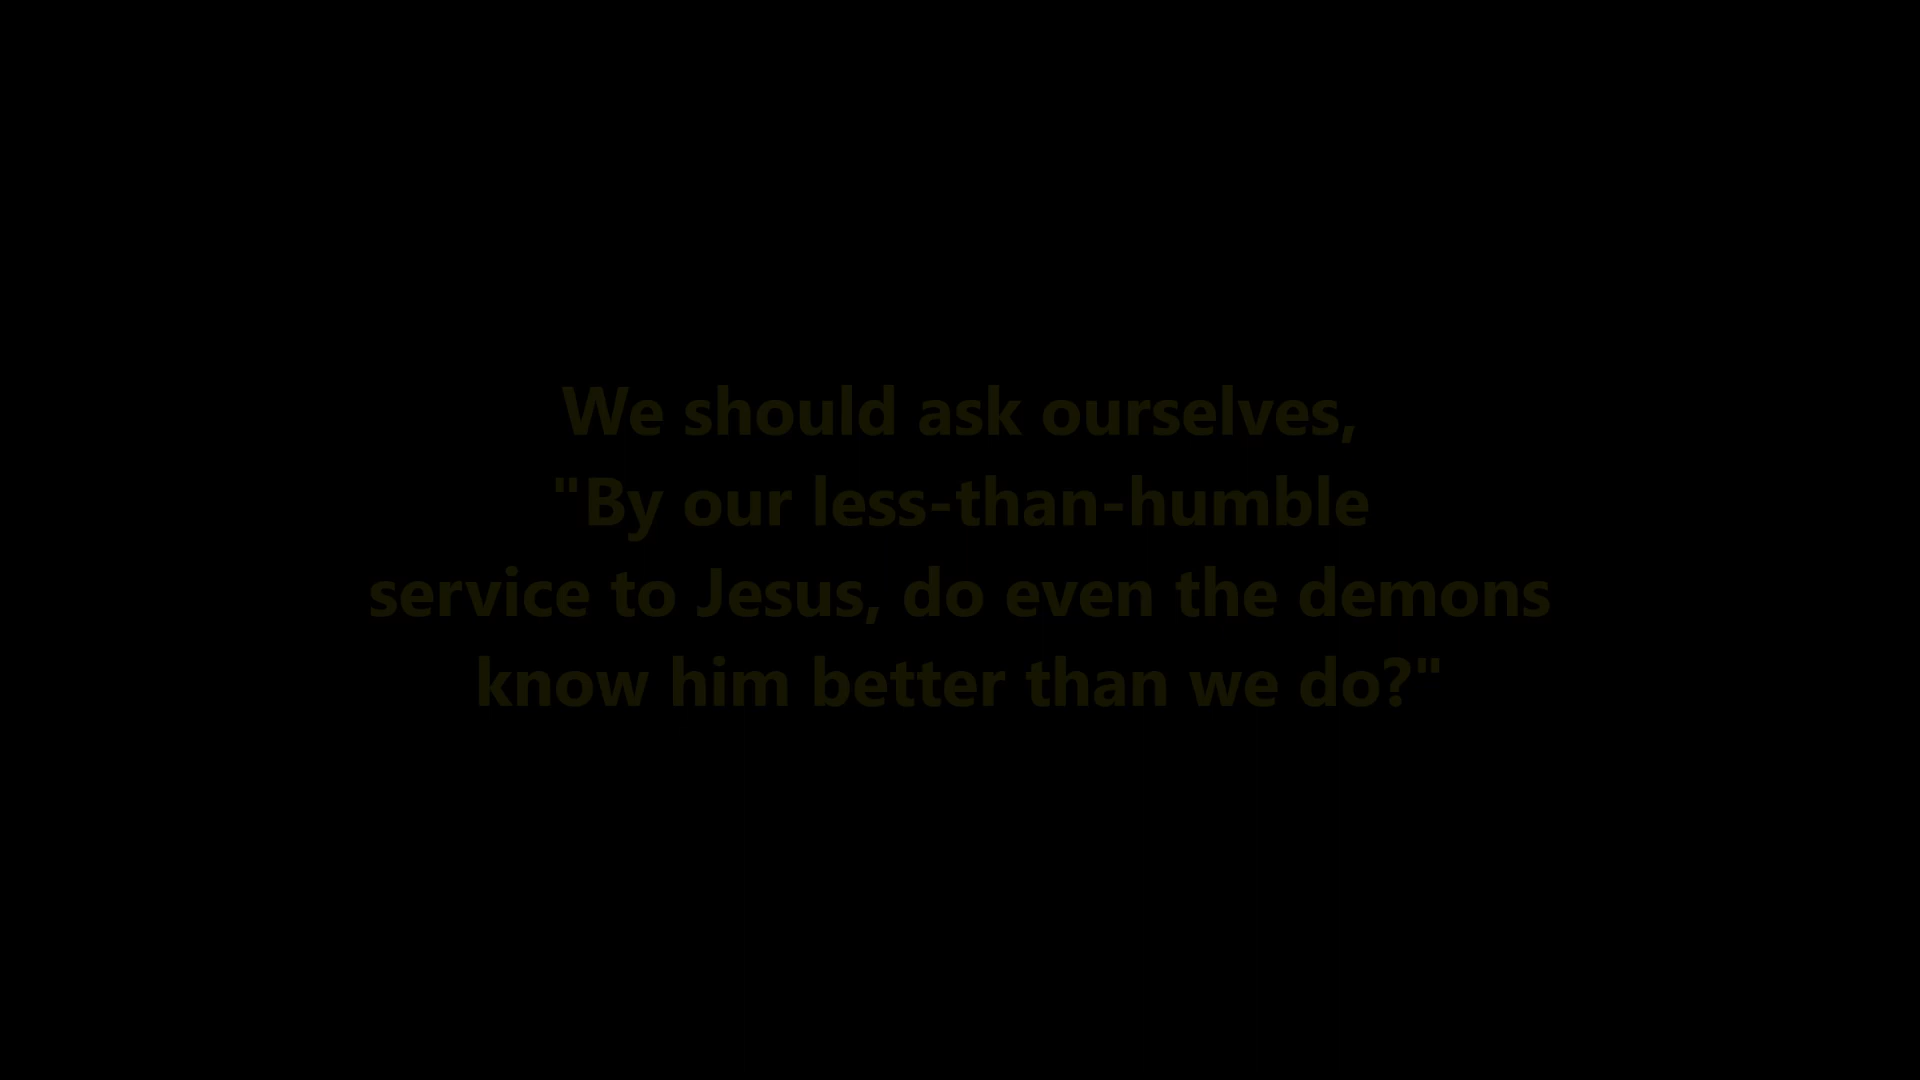 We should ask ourselves,
"By our less-than-humble
service to Jesus, do even the demons
know him better than we do?"